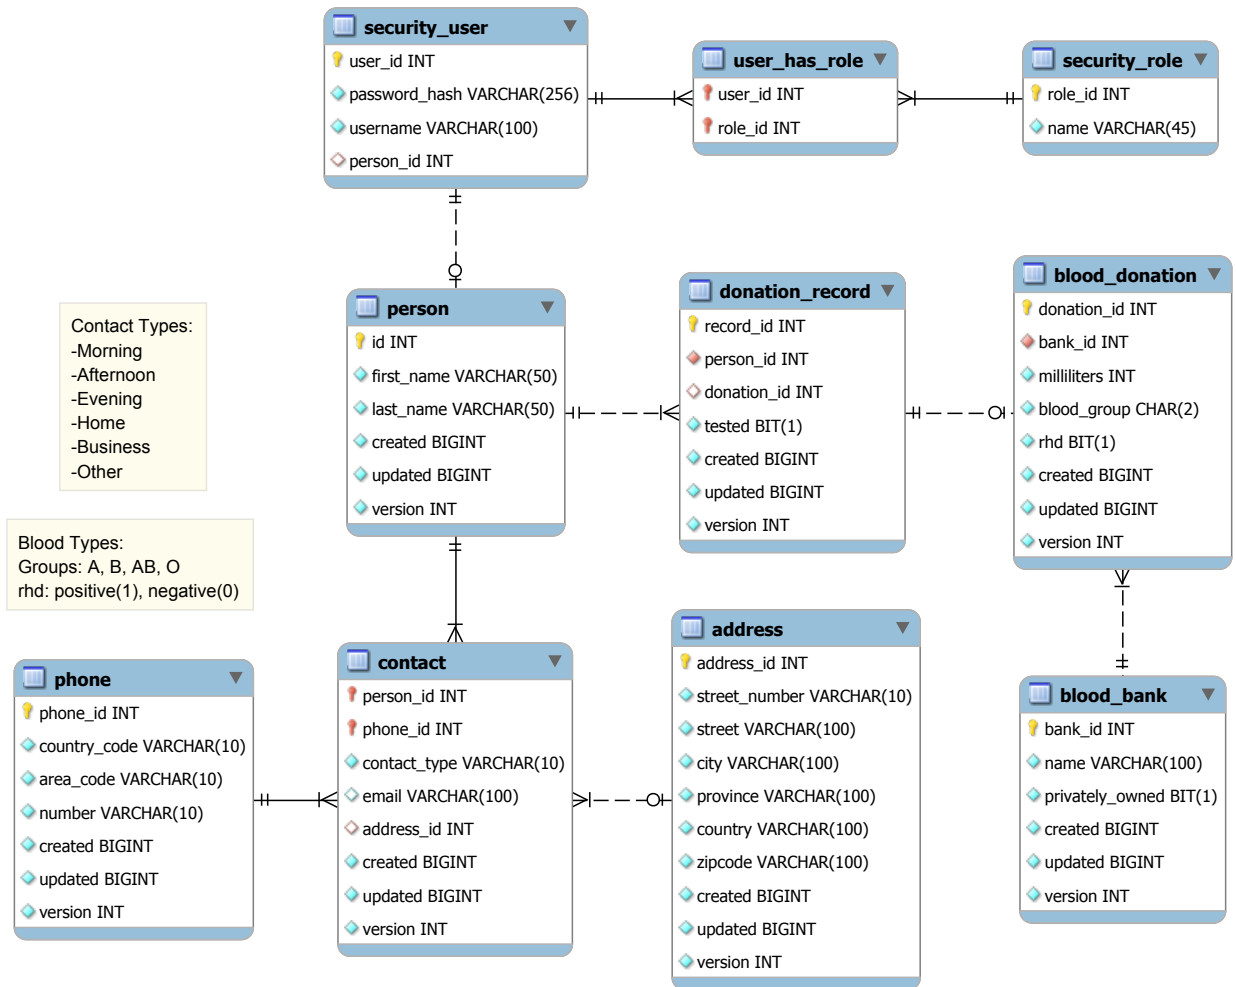 security_user
user_id INT
password_hash VARCHAR(256)
username VARCHAR(100)
person_id INT
user_has_role
user_id INT
role_id INT
security_role
role_id INT
name VARCHAR(45)
Contact Types:
-Morning
-Afternoon
-Evening
-Home
-Business
-Other
Blood Types:
Groups: A, B, AB, O
rhd: positive(1), negative(0)
person
id INT
first_name VARCHAR(50)
last_name VARCHAR(50)
created BIGINT
updated BIGINT
version INT
donation_record
record_id INT
person_id INT
donation_id INT
tested BIT(1)
created BIGINT
updated BIGINT
version INT
blood_donation
donation_id INT
bank_id INT
milliliters INT
blood_group CHAR(2)
rhd BIT(1)
created BIGINT
updated BIGINT
version INT
phone
phone_id INT
country_code VARCHAR(10)
area_code VARCHAR(10)
number VARCHAR(10)
created BIGINT
updated BIGINT
version INT
contact
person_id INT
phone_id INT
contact_type VARCHAR(10)
email VARCHAR(100)
address_id INT
created BIGINT
updated BIGINT
version INT
address
address_id INT
street_number VARCHAR(10)
street VARCHAR(100)
city VARCHAR(100)
province VARCHAR(100)
country VARCHAR(100)
zipcode VARCHAR(100)
created BIGINT
updated BIGINT
version INT
blood_bank
bank_id INT
name VARCHAR(100)
privately_owned BIT(1)
created BIGINT
updated BIGINT
version INT